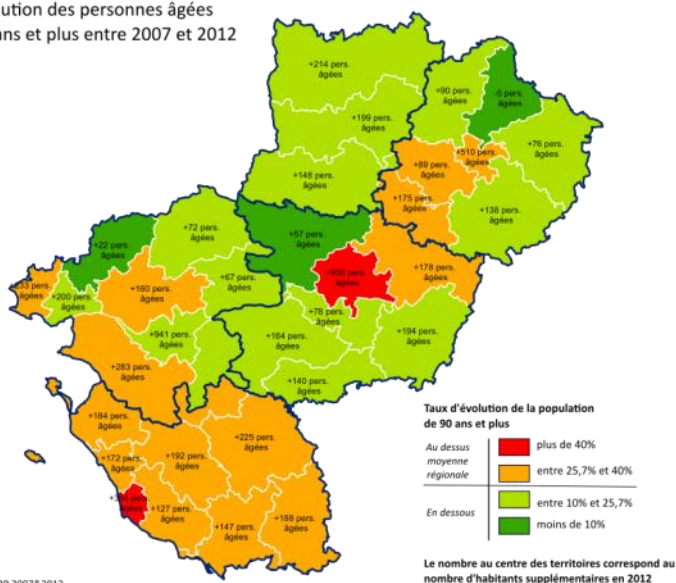 ution des personnes âgées
ans et plus entre 2007 et 2012
+214 pers.
âgées
+90 pers.
âgées
-5 pers.
âgées
+199 pers.
âgées
+76 pers.
âgées
+89 pers.
âgées
+510 pers.
âgées
+148 pers.
âgées
+175 pers.
âgées
+138 pers.
âgées
+72 pers.
âgées
+57 pers.
âgées
+22 pers.
âgées
+178 pers.
âgées
pers.
âgées
+67 pers.
âgées
pers.
âgées
+200 pers.
âgées
+160 pers.
âgées
+78 pers.
âgées
+194 pers.
âgées
+941 pers.
âgées
+164 pers.
âgées
+283 pers.
âgées
+140 pers.
âgées
+184 pers.
âgées
+225 pers.
âgées
+172 pers.
âgées
+192 pers.
âgées
pers.
âgées
+127 pers.
âgées
+147 pers.
âgées
+188 pers.
âgées
Taux d'évolution de la population
de 90 ans et plus
Au dessus
moyenne
régionale
plus de 40%
entre 25,7% et 40%
En dessous
entre 10% et 25,7%
moins de 10%
Le nombre au centre des territoires correspond au
nombre d'habitants supplémentaires en 2012